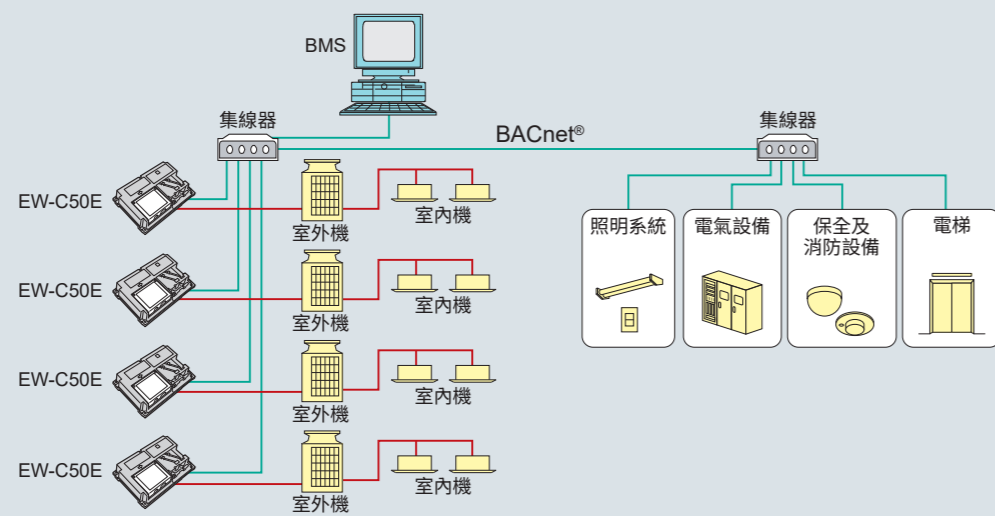 BMS
集線器
BACnet®
集線器
EW-C50E
室外機
室內機
照明系統
電氣設備
保全及
消防設備
電梯
EW-C50E
室外機
室內機
EW-C50E
室外機
室內機
EW-C50E
室外機
室內機